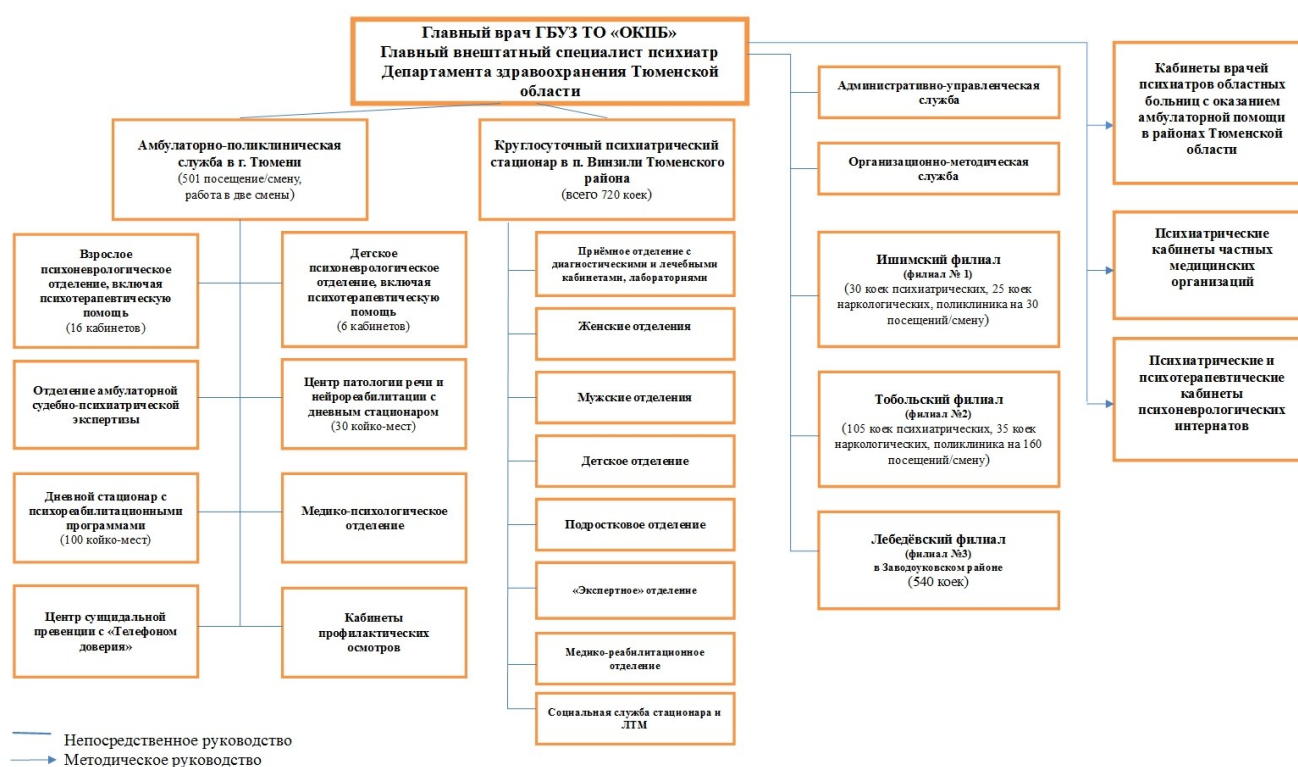 Главный врач ГБУЗ ТО «ОКПБ»
Главный внештатный специалист психиатр
Департамента здравоохранения Тюменской
области
Амбулаторно-поликлиническая
служба в г. Тюмени
(501 посещение/смену,
работа в две смены)
Взрослое
психоневрологическое
отделение, включая
психотерапевтическую
помощь
(16 кабинетов)
Детское
психоневрологическое
отделение, включая
психотерапевтическую
помощь
(6 кабинетов)
Отделение амбулаторной
судебно-психиатрической
экспертизы
Центр патологии речи и
нейрореабилитации с
дневным стационаром
(30 койко-мест)
Дневной стационар с
психореабилитационными
программами
(100 койко-мест)
Медико-психологическое
отделение
Центр суицидальной
превенции с «Телефоном
доверия»
Кабинеты
профилактических
осмотров
Круглосуточный психиатрический
стационар в п. Винзили Тюменского
района
(всего 720 коек)
Приёмное отделение с
диагностическими и лечебными
кабинетами, лабораториями
Женские отделения
Мужские отделения
Детское отделение
Подростковое отделение
«Экспертное» отделение
Медико-реабилитационное
отделение
Социальная служба стационара и
ЛТМ
Административно-управленческая
служба
Организационно-методическая
служба
Ишимский филиал
(филиал № 1)
(30 коек психиатрических, 25 коек
наркологических, поликлиника на 30
посещений/смену)
Тобольский филиал
(филиал №2)
(105 коек психиатрических, 35 коек
наркологических, поликлиника на 160
посещений/смену)
Лебедёвский филиал
(филиал №3)
в Заводоуковском районе
(540 коек)
Кабинеты врачей
психиатров областных
больниц с оказанием
амбулаторной помощи
в районах Тюменской
области
Психиатрические
кабинеты частных
медицинских
организаций
Психиатрические и
психотерапевтические
кабинеты
психоневрологических
интернатов
Непосредственное руководство
Методическое руководство